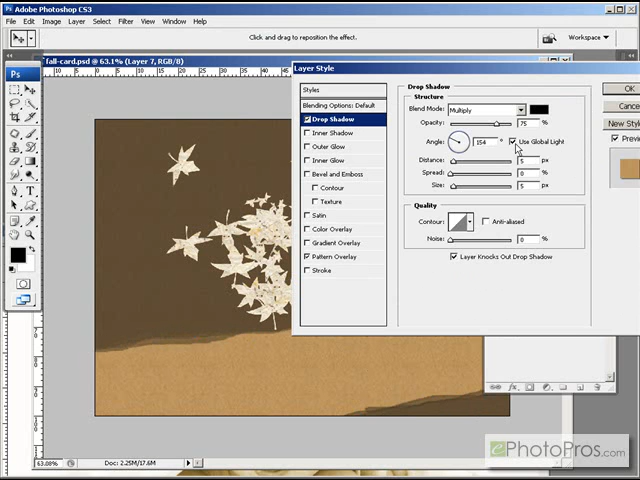 Adobe Photoshop CS3
File Edit Image Layer Select Filter View Window Help
Click and drag to reposition the effect.
Workspace
fall-card.psd @ 63.1% (Layer 7, RGB/8)
Ps
Layer Style
Styles
Blending Options: Default
Drop Shadow
Inner Shadow
Outer Glow
Inner Glow
Bevel and Emboss
Contour
Texture
Satin
Color Overlay
Gradient Overlay
Pattern Overlay
Stroke
Drop Shadow
Structure
Blend Mode: Multiply
Opacity: 75 %
Angle: 154 ° Use Global Light
Distance: 5 px
Spread: 0 %
Size: 5 px
Quality
Contour: Anti-aliased
Noise: 0 %
Layer Knocks Out Drop Shadow
OK
Cance
New Style
Previe
63.08% Doc: 2.25M/17.6M
ePhotoPros.com